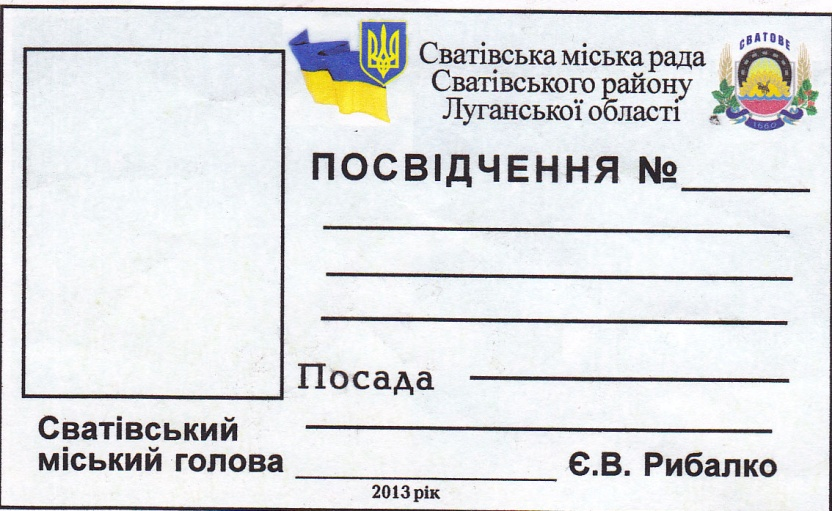 Сватівська міська рада
Сватівського району
Луганської області
СВАТОВЕ
1660
ПОСВІДЧЕННЯ №
Посада
Сватівський
міський голова
Є.В. Рибалко
2013 рік